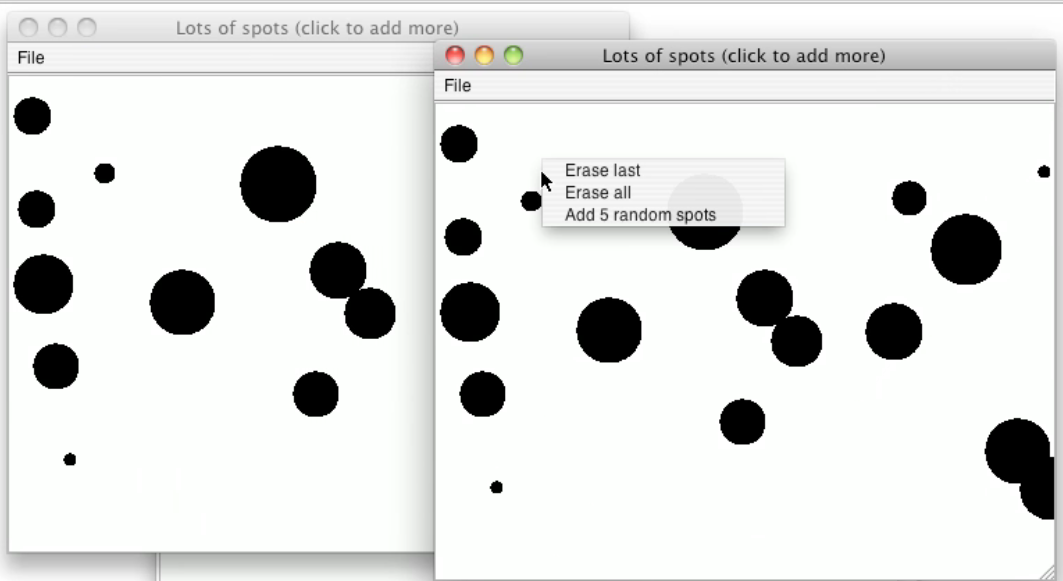 Lots of spots (click to add more)
File
Lots of spots (click to add more)
File
Erase last
Erase all
Add 5 random spots